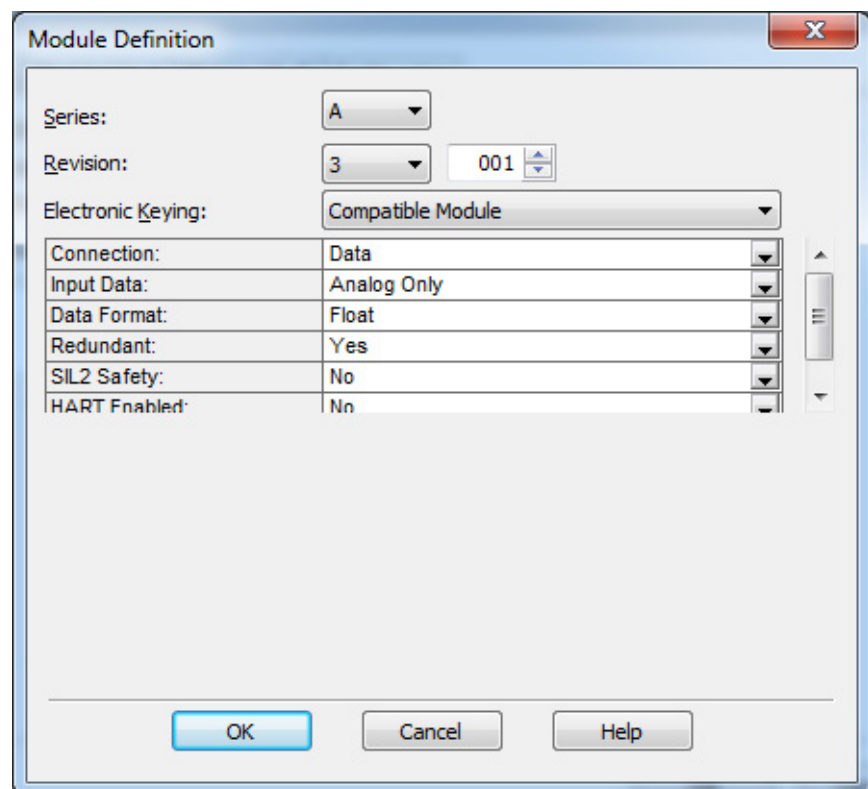 Module Definition
Series: A
Revision: 3 001
Electronic Keying: Compatible Module
Connection: Data
Input Data: Analog Only
Data Format: Float
Redundant: Yes
SIL2 Safety: No
HART Enabled: No
OK Cancel Help